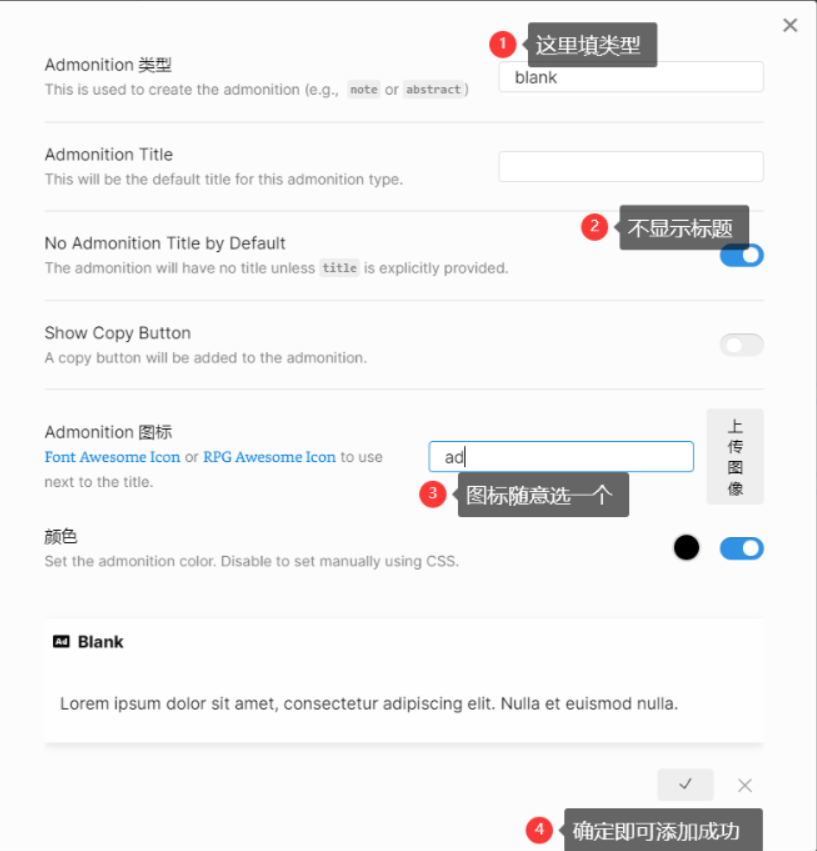 1 这里填类型
Admonition 类型
This is used to create the admonition (e.g., note or abstract)
blank
Admonition Title
This will be the default title for this admonition type.
2 不显示标题
No Admonition Title by Default
The admonition will have no title unless title is explicitly provided.
Show Copy Button
A copy button will be added to the admonition.
Admonition 图标
Font Awesome Icon or RPG Awesome Icon to use
next to the title.
ad
上
传
图
像
3 图标随意选一个
颜色
Set the admonition color. Disable to set manually using CSS.
Ad Blank
Lorem ipsum dolor sit amet, consectetur adipiscing elit. Nulla et euismod nulla.
4 确定即可添加成功